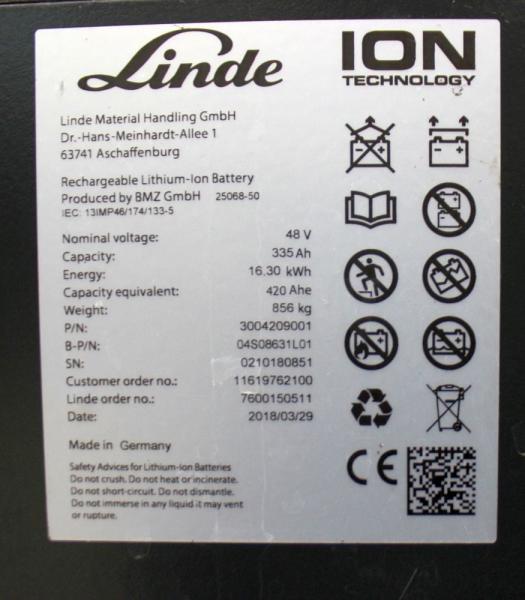 Linde
ION
TECHNOLOGY
Linde Material Handling GmbH
Dr.-Hans-Meinhardt-Allee 1
63741 Aschaffenburg
Rechargeable Lithium-Ion Battery
Produced by BMZ GmbH 25068-50
IEC: 13IMP46/174/133-5
Nominal voltage: 48 V
Capacity: 335 Ah
Energy: 16.30 kWh
Capacity equivalent: 420 Ahe
Weight: 856 kg
P/N: 3004209001
B-P/N: 04S08631L01
SN: 0210180851
Customer order no.: 11619762100
Linde order no.: 7600150511
Date: 2018/03/29
Made in Germany
Safety Advices for Lithium-Ion Batteries
Do not crush. Do not heat or incinerate.
Do not short-circuit. Do not dismantle.
Do not immerse in any liquid it may vent
or rupture.
CE